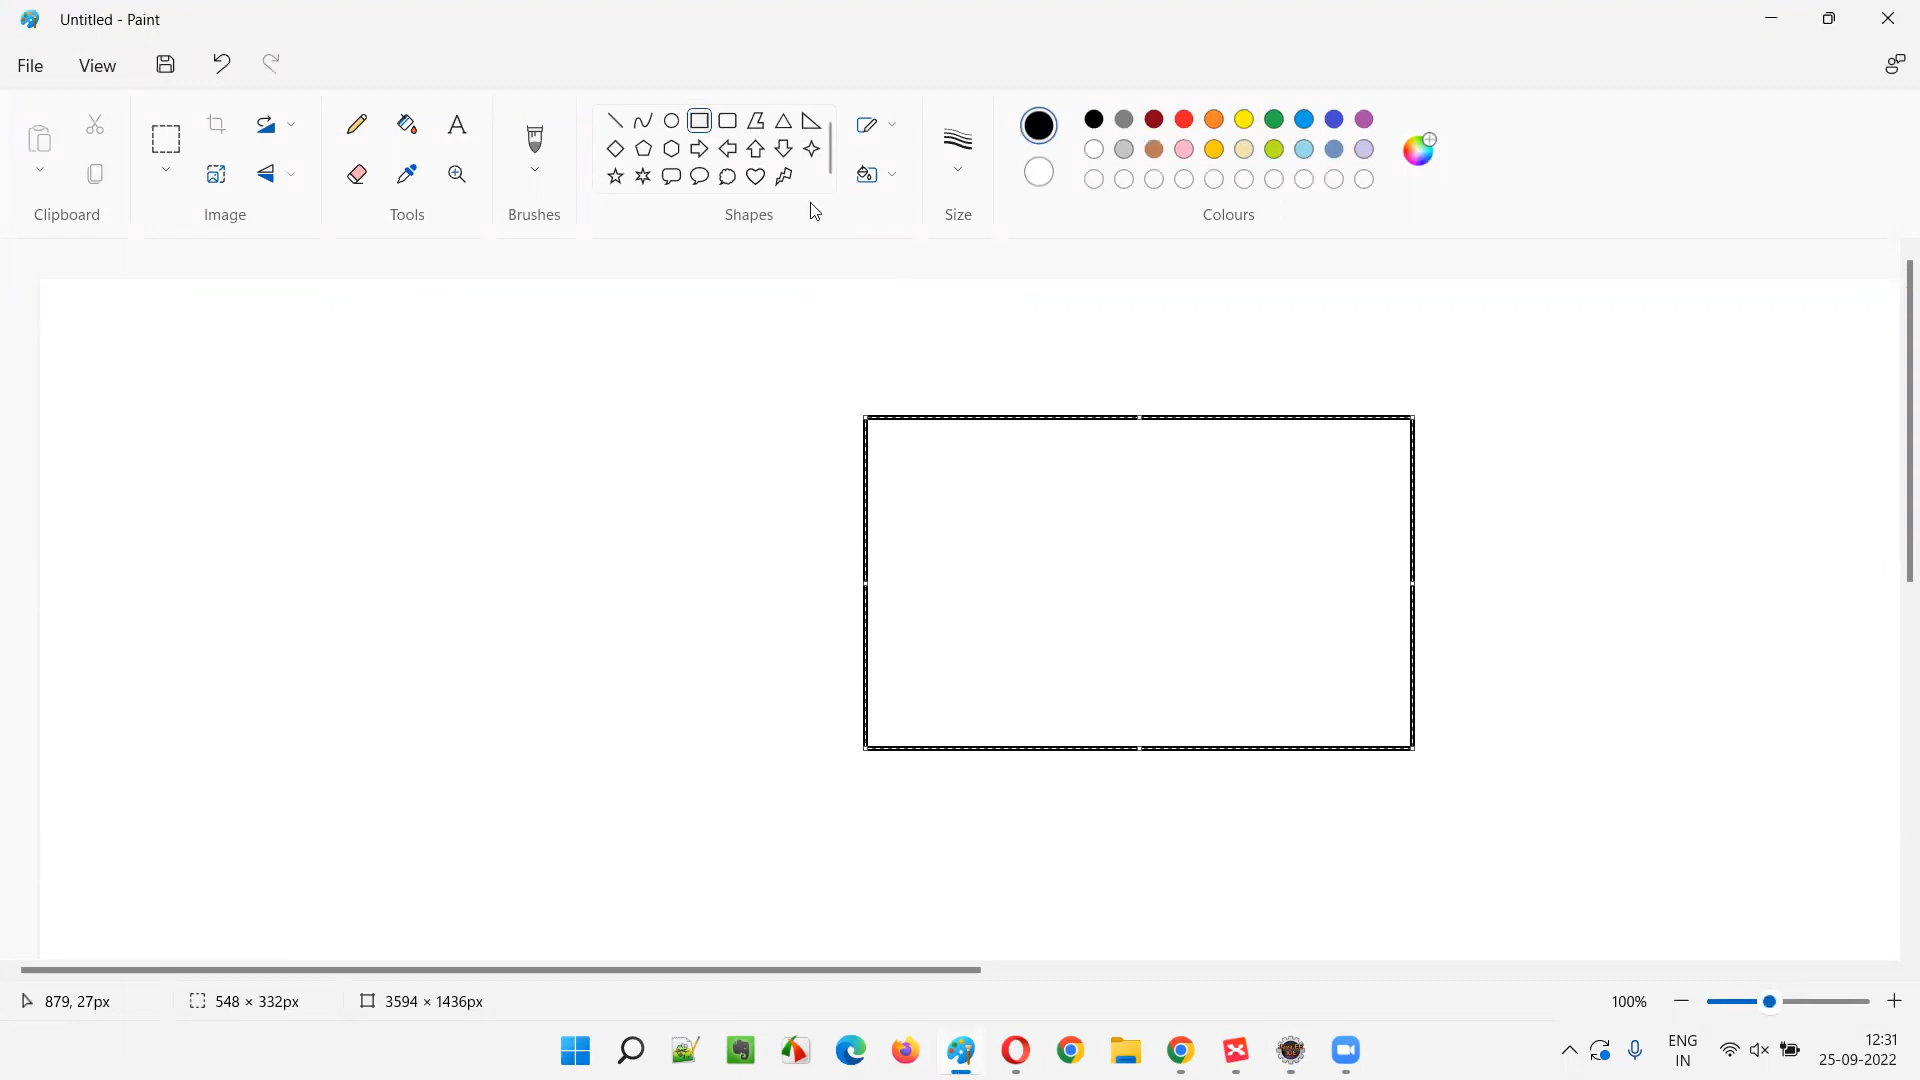 Untitled - Paint
File View
Clipboard
Image
Tools
Brushes
Shapes
Size
Colours
879, 27px
548 × 332px
3594 × 1436px
100%
ENG
IN
12:31
25-09-2022